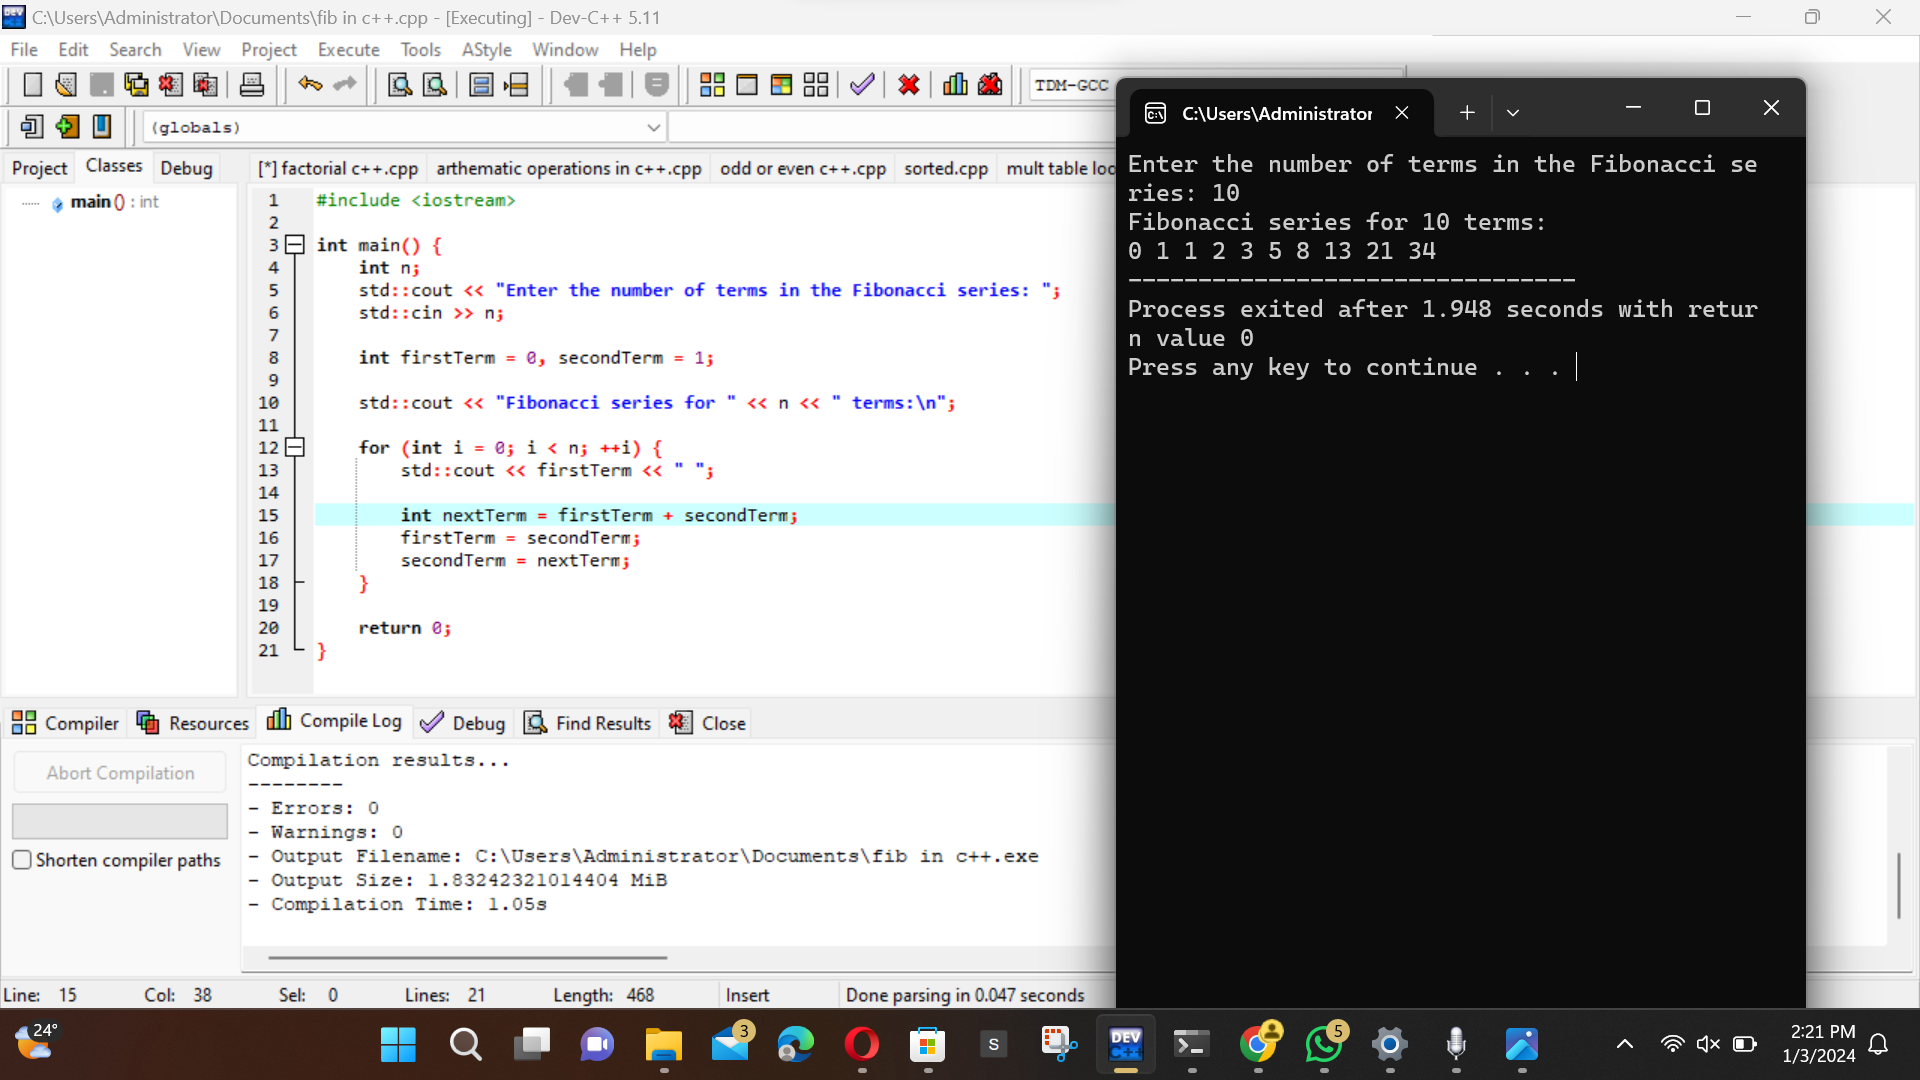 C:\Users\Administrator\Documents\fib in c++.cpp - [Executing] - Dev-C++ 5.11
File Edit Search View Project Execute Tools AStyle Window Help
TDM-GCC
(globals)
Project Classes Debug
[*] factorial c++.cpp arthematic operations in c++.cpp odd or even c++.cpp sorted.cpp mult table loo
main () : int
1 #include <iostream>
2
3 int main() {
4 int n;
5 std::cout << "Enter the number of terms in the Fibonacci series: ";
6 std::cin >> n;
7
8 int firstTerm = 0, secondTerm = 1;
9
10 std::cout << "Fibonacci series for " << n << " terms:\n";
11
12 for (int i = 0; i < n; ++i) {
13 std::cout << firstTerm << " ";
14
15 int nextTerm = firstTerm + secondTerm;
16 firstTerm = secondTerm;
17 secondTerm = nextTerm;
18 }
19
20 return 0;
21 }
C:\Users\Administrator
Enter the number of terms in the Fibonacci se
ries: 10
Fibonacci series for 10 terms:
0 1 1 2 3 5 8 13 21 34
--------------------------------
Process exited after 1.948 seconds with retur
n value 0
Press any key to continue . . .
Compiler Resources Compile Log Debug Find Results Close
Abort Compilation
Shorten compiler paths
Compilation results...
--------
- Errors: 0
- Warnings: 0
- Output Filename: C:\Users\Administrator\Documents\fib in c++.exe
- Output Size: 1.83242321014404 MiB
- Compilation Time: 1.05s
Line: 15 Col: 38 Sel: 0 Lines: 21 Length: 468 Insert Done parsing in 0.047 seconds
24°
3
S
DEV
C++
5
2:21 PM
1/3/2024